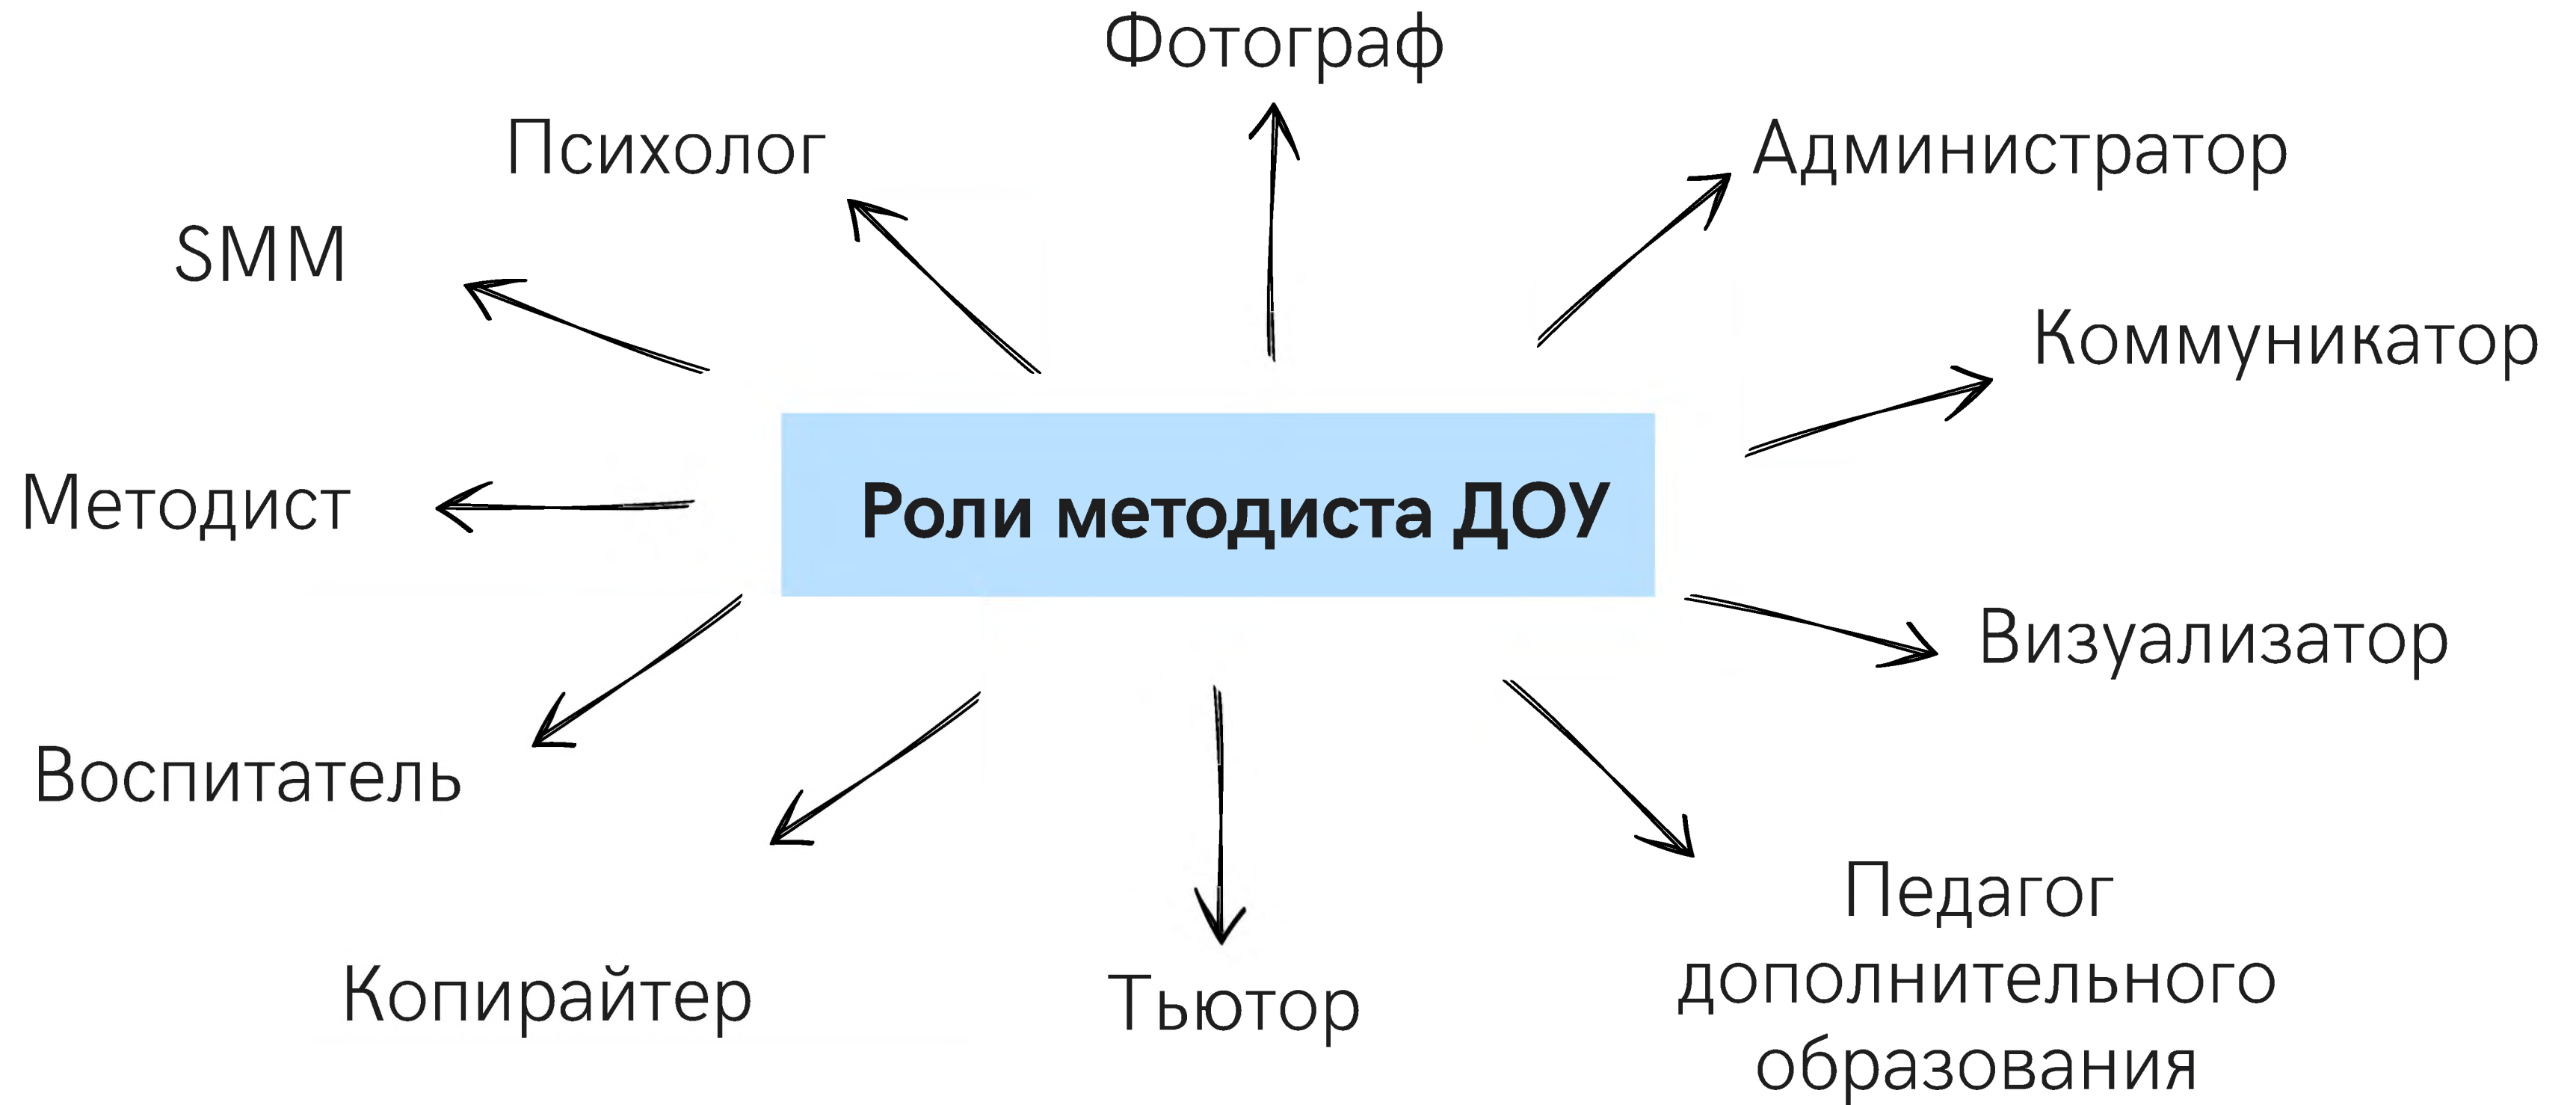 Фотограф
Психолог
Администратор
SMM
Коммуникатор
Методист
Роли методиста ДОУ
Визуализатор
Воспитатель
Копирайтер
Тьютор
Педагог
дополнительного
образования